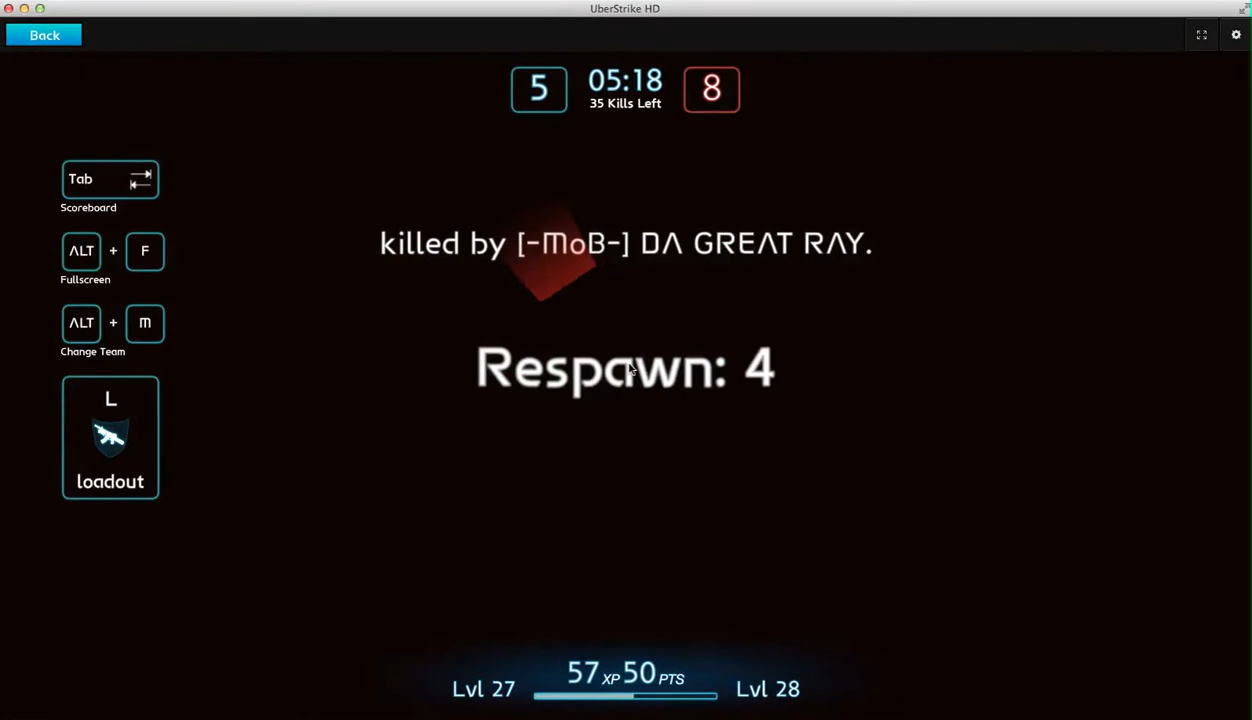 UberStrike HD
Back
5
05:18
35 Kills Left
8
Tab
Scoreboard
ALT + F
Fullscreen
ALT + M
Change Team
L
loadout
killed by [-MoB-] DA GREAT RAY.
Respawn: 4
57 XP 50 PTS
Lvl 27
Lvl 28